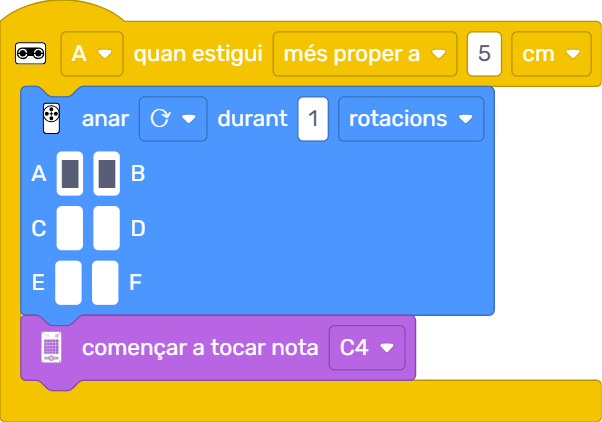 A quan estigui més proper a 5 cm
anar durant 1 rotacions
A B
C D
E F
començar a tocar nota C4